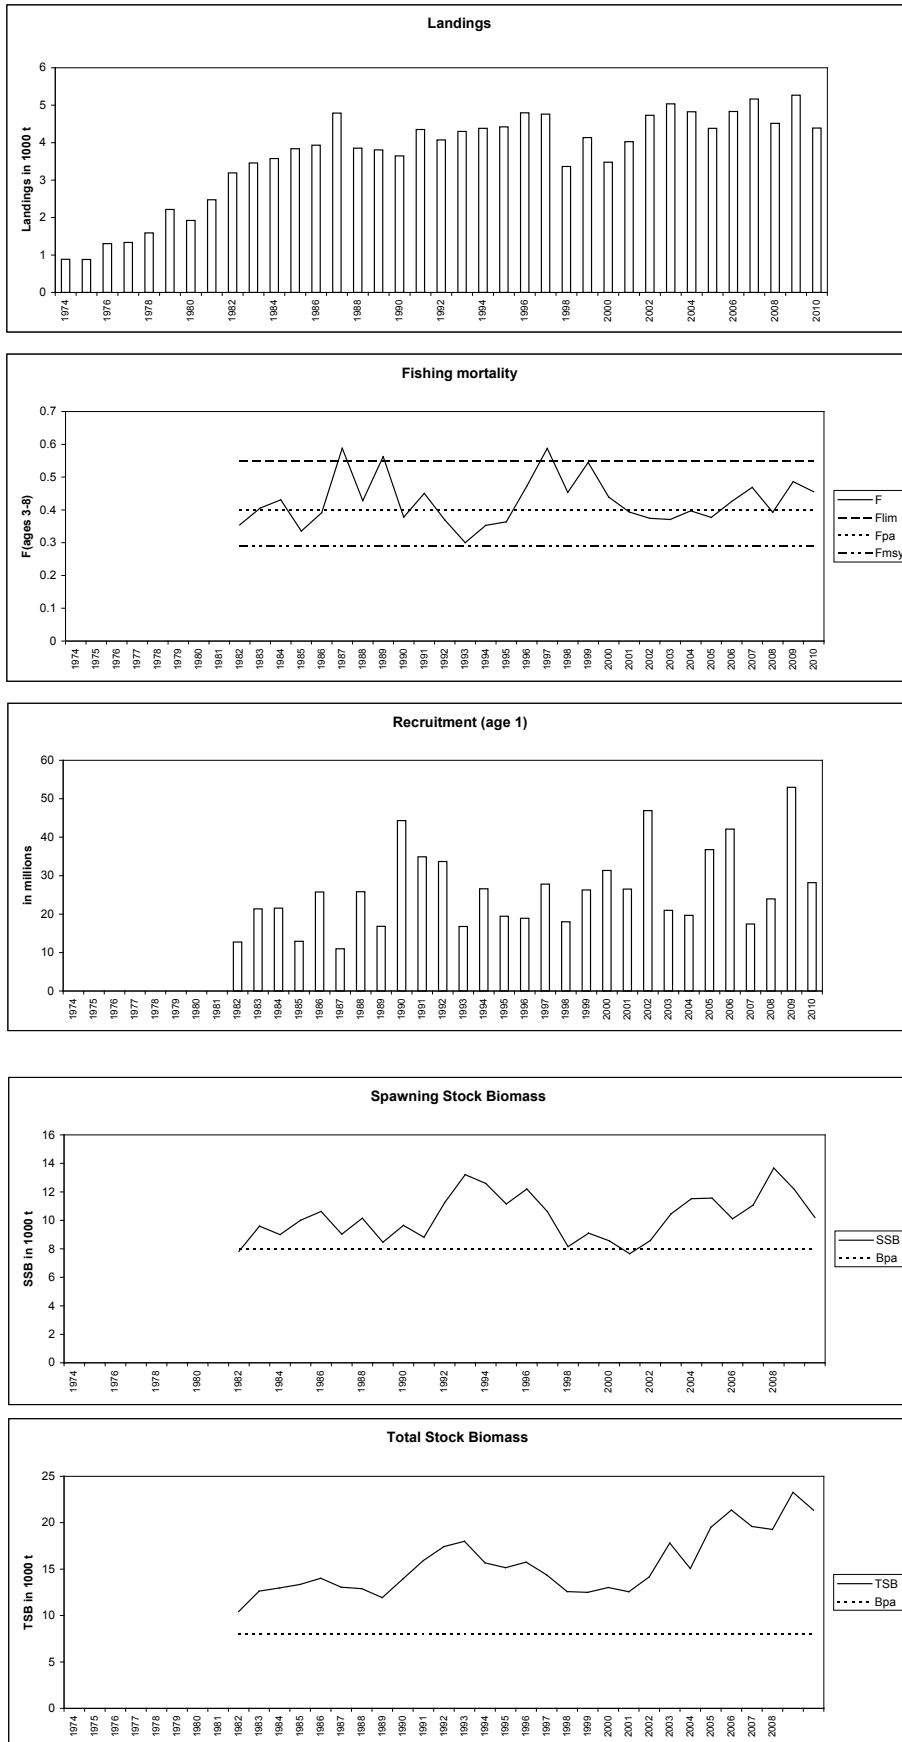 Landings
Landings in 1000 t
6
5
4
3
2
1
0
1974 1976 1978 1980 1982 1984 1986 1988 1990 1992 1994 1996 1998 2000 2002 2004 2006 2008 2010
Fishing mortality
F(ages 3-8)
0.7
0.6
0.5
0.4
0.3
0.2
0.1
0
1974 1975 1976 1977 1978 1979 1980 1981 1982 1983 1984 1985 1986 1987 1988 1989 1990 1991 1992 1993 1994 1995 1996 1997 1998 1999 2000 2001 2002 2003 2004 2005 2006 2007 2008 2009 2010
F
Flim
Fpa
Fmsy
Recruitment (age 1)
in millions
60
50
40
30
20
10
0
1974 1975 1976 1977 1978 1979 1980 1981 1982 1983 1984 1985 1986 1987 1988 1989 1990 1991 1992 1993 1994 1995 1996 1997 1998 1999 2000 2001 2002 2003 2004 2005 2006 2007 2008 2009 2010
Spawning Stock Biomass
SSB in 1000 t
16
14
12
10
8
6
4
2
0
1974 1976 1978 1980 1982 1984 1986 1988 1990 1992 1994 1996 1998 2000 2002 2004 2006 2008
SSB
Bpa
Total Stock Biomass
TSB in 1000 t
25
20
15
10
5
0
1974 1975 1976 1977 1978 1979 1980 1981 1982 1983 1984 1985 1986 1987 1988 1989 1990 1991 1992 1993 1994 1995 1996 1997 1998 1999 2000 2001 2002 2003 2004 2005 2006 2007 2008
TSB
Bpa